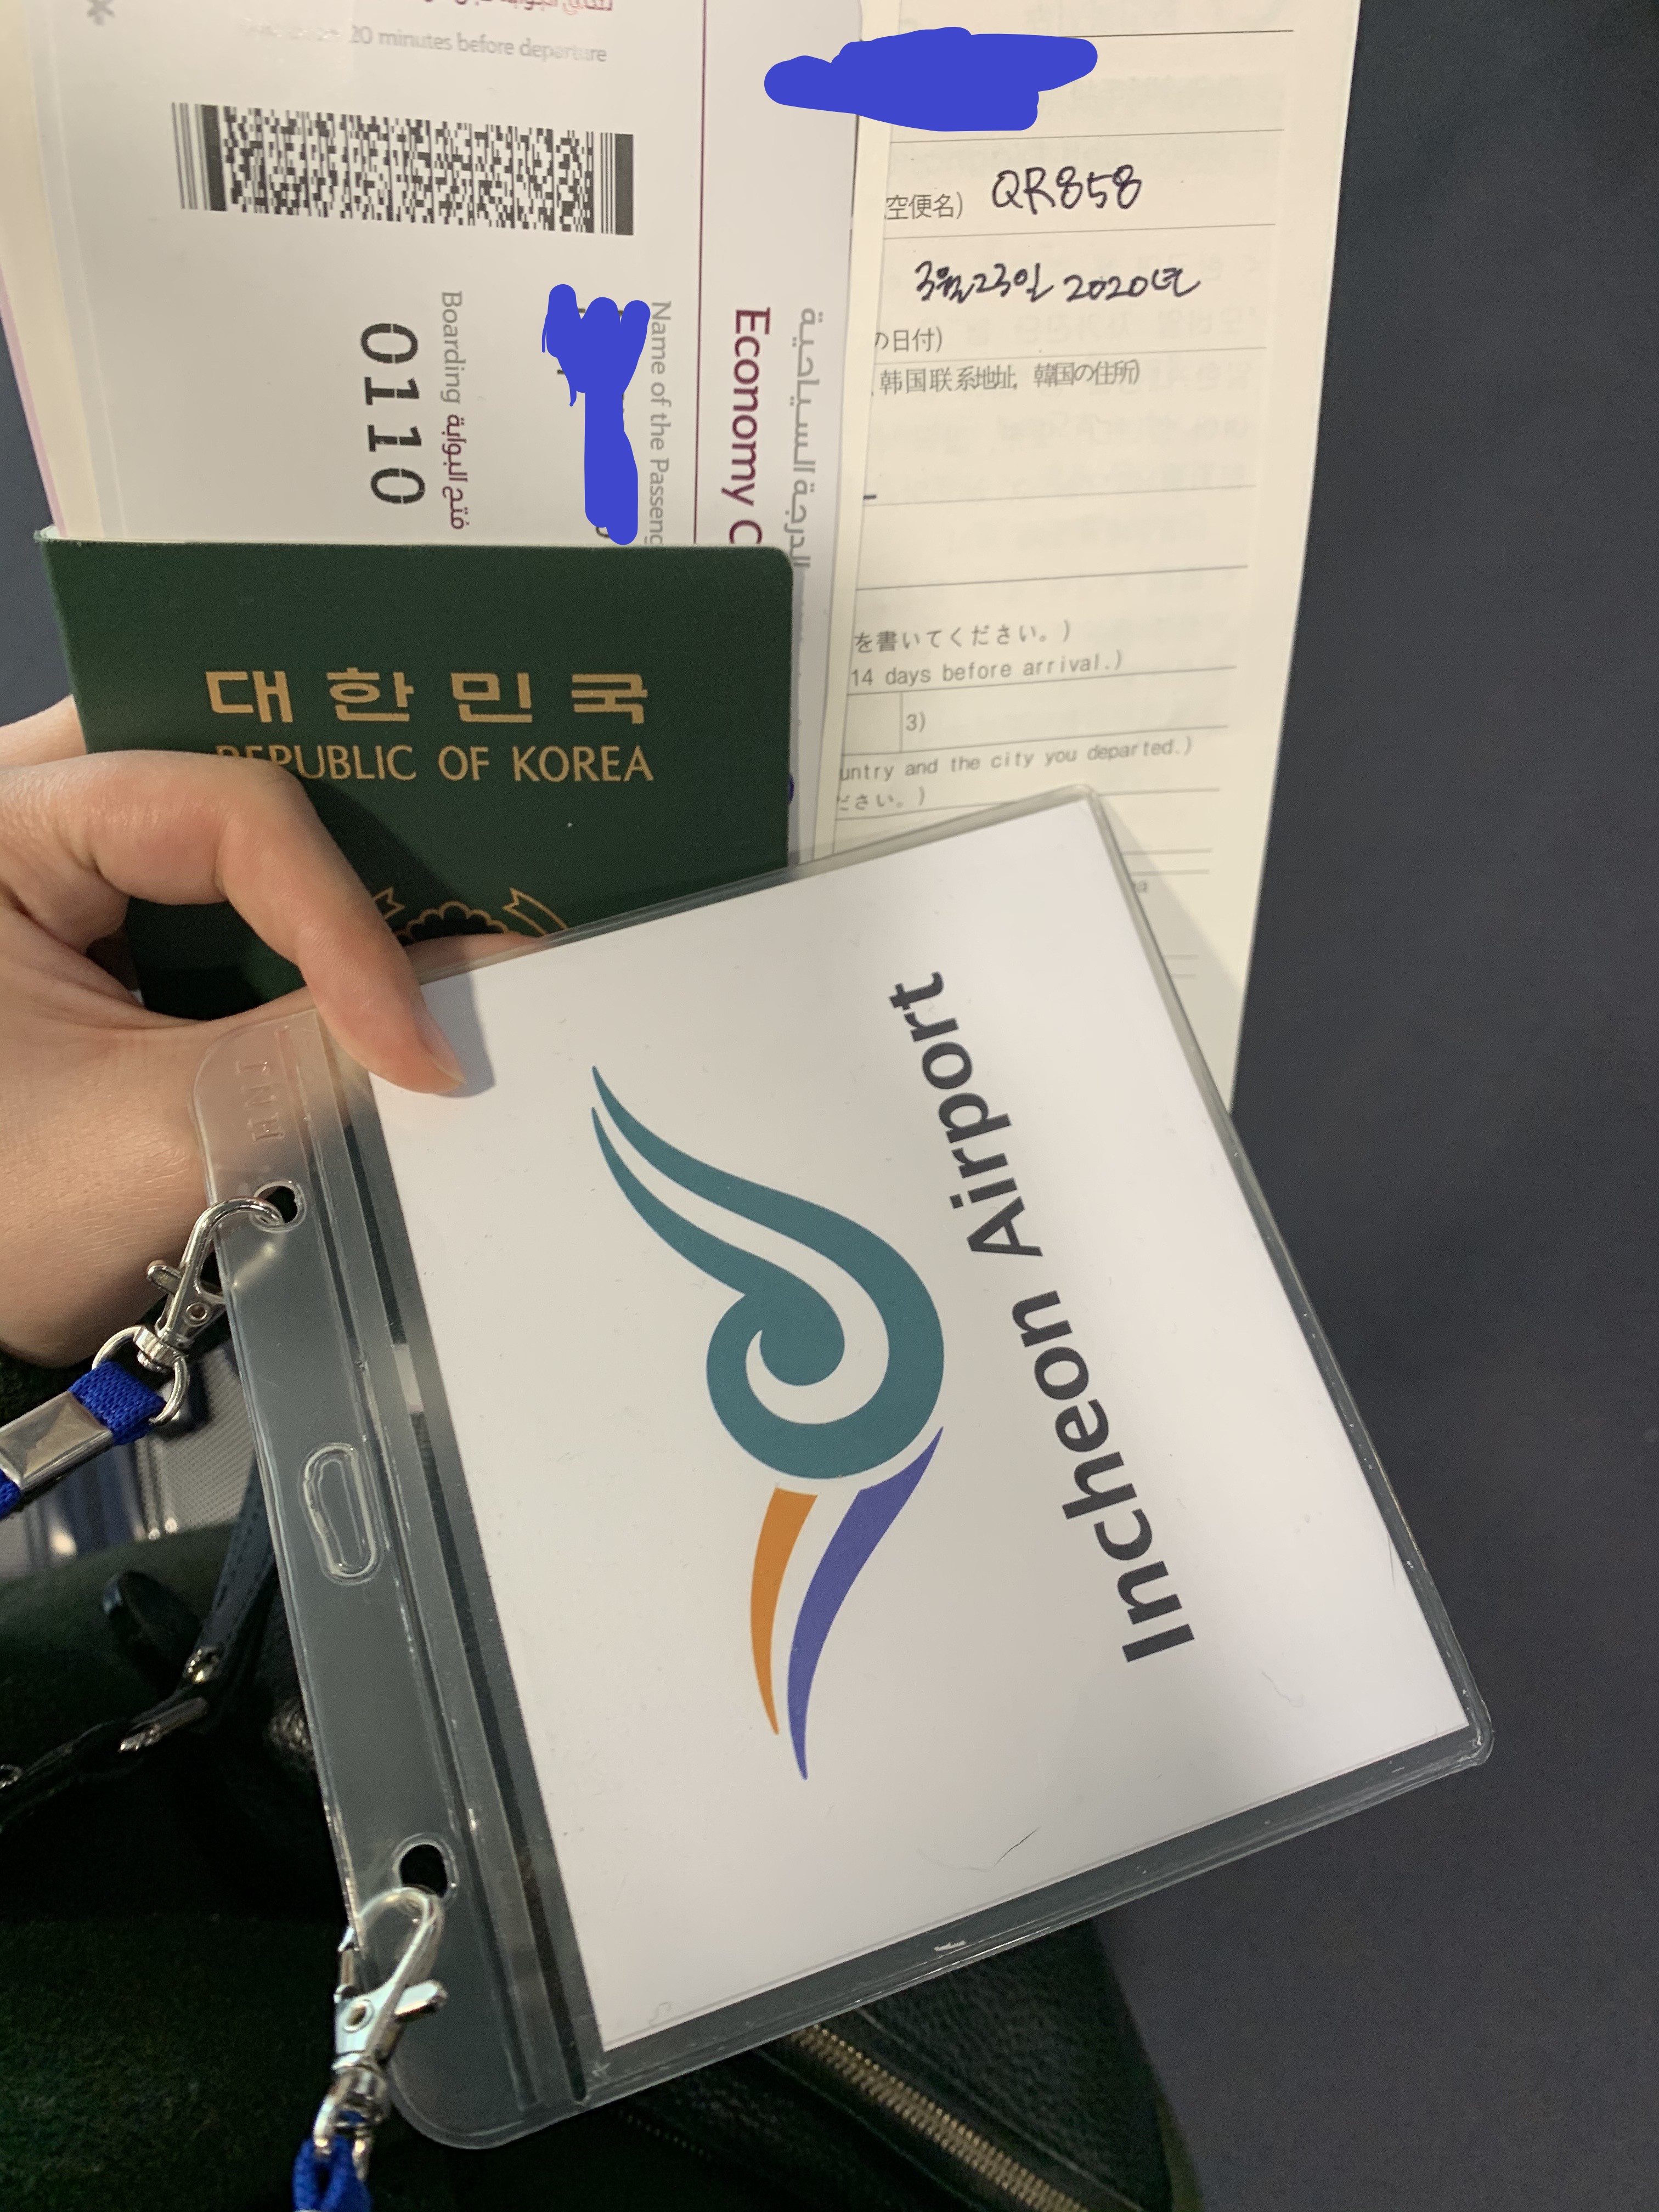 20 minutes before departure
Economy C
الدرجة السياحية
Name of the Passeng
Boarding فتح البوابة
0110
空便名) QR858
3월23일 2020년
の日付)
韩国联系地址, 韓国の住所)
を書いてください。)
14 days before arrival.)
3)
untry and the city you departed.)
ださい。)
대한민국
REPUBLIC OF KOREA
Incheon Airport